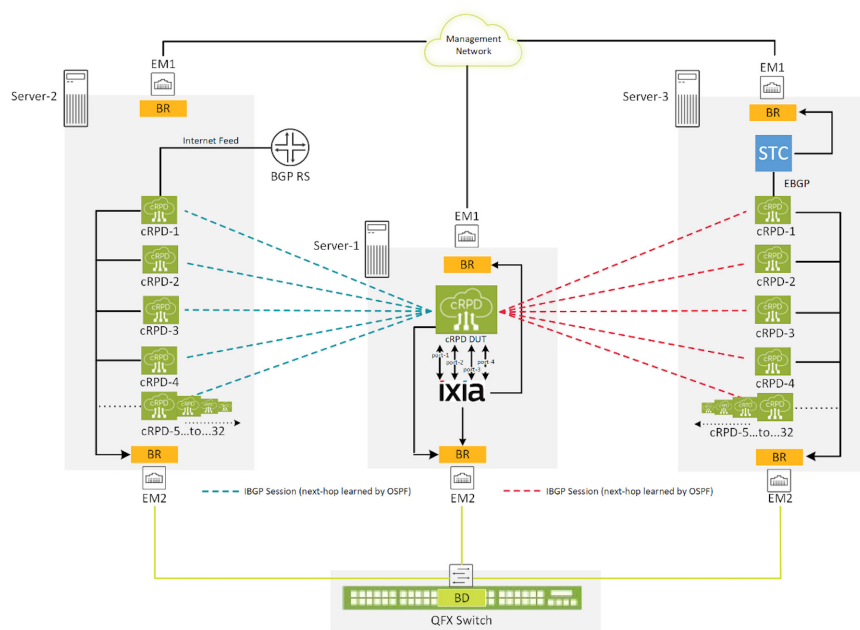 Management
Network
EM1
EM1
Server-2
Server-3
BR
BR
Internet Feed
STC
BGP RS
EBGP
cRPD-1
cRPD-1
EM1
Server-1
cRPD-2
BR
cRPD-2
cRPD
cRPD-3
cRPD-3
cRPD DUT
port-1
port-2
port-3
port-4
cRPD-4
cRPD-4
ixia
cRPD-5...to...32
cRPD-5...to...32
BR
BR
BR
EM2
EM2
EM2
IBGP Session (next-hop learned by OSPF)
IBGP Session (next-hop learned by OSPF)
BD
QFX Switch